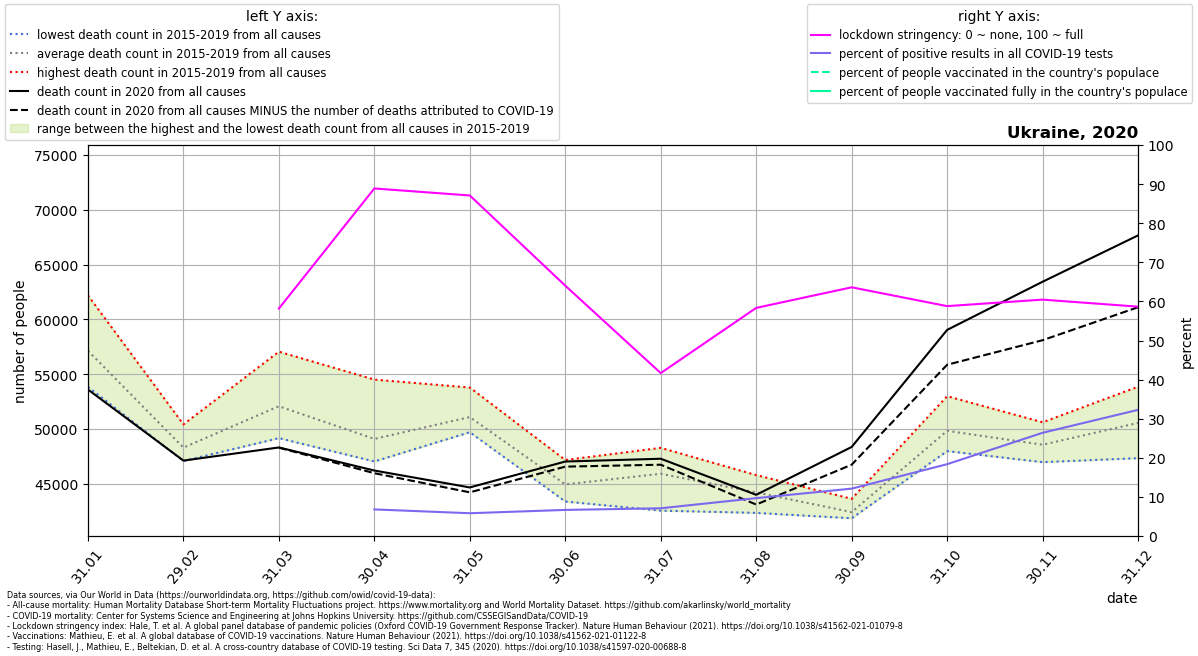 left Y axis:
lowest death count in 2015-2019 from all causes
average death count in 2015-2019 from all causes
highest death count in 2015-2019 from all causes
death count in 2020 from all causes
death count in 2020 from all causes MINUS the number of deaths attributed to COVID-19
range between the highest and the lowest death count from all causes in 2015-2019
right Y axis:
lockdown stringency: 0 ~ none, 100 ~ full
percent of positive results in all COVID-19 tests
percent of people vaccinated in the country's populace
percent of people vaccinated fully in the country's populace
Ukraine, 2020
number of people
75000
70000
65000
60000
55000
50000
45000
100
90
80
70
60
50
40
30
20
10
0
percent
31.01
29.02
31.03
30.04
31.05
30.06
31.07
31.08
30.09
31.10
30.11
31.12
date
Data sources, via Our World in Data (https://ourworldindata.org, https://github.com/owid/covid-19-data):
- All-cause mortality: Human Mortality Database Short-term Mortality Fluctuations project. https://www.mortality.org and World Mortality Dataset. https://github.com/akarlinsky/world_mortality
- COVID-19 mortality: Center for Systems Science and Engineering at Johns Hopkins University. https://github.com/CSSEGISandData/COVID-19
- Lockdown stringency index: Hale, T. et al. A global panel database of pandemic policies (Oxford COVID-19 Government Response Tracker). Nature Human Behaviour (2021). https://doi.org/10.1038/s41562-021-01079-8
- Vaccinations: Mathieu, E. et al. A global database of COVID-19 vaccinations. Nature Human Behaviour (2021). https://doi.org/10.1038/s41562-021-01122-8
- Testing: Hasell, J., Mathieu, E., Beltekian, D. et al. A cross-country database of COVID-19 testing. Sci Data 7, 345 (2020). https://doi.org/10.1038/s41597-020-00688-8